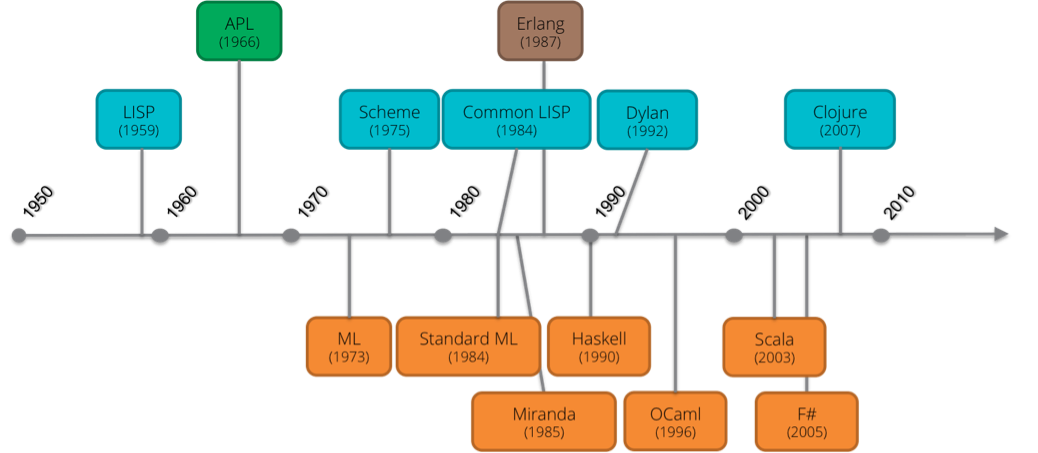 APL
(1966)
Erlang
(1987)
LISP
(1959)
Scheme
(1975)
Common LISP
(1984)
Dylan
(1992)
Clojure
(2007)
1950
1960
1970
1980
1990
2000
2010
ML
(1973)
Standard ML
(1984)
Haskell
(1990)
Scala
(2003)
Miranda
(1985)
OCaml
(1996)
F#
(2005)